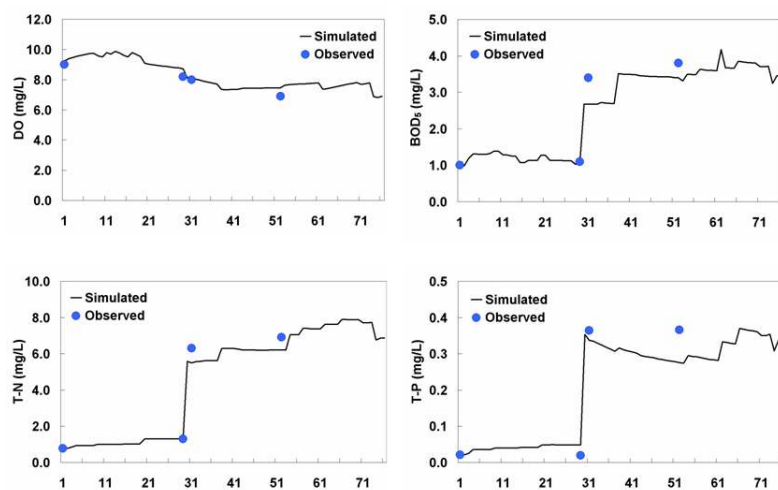 12.0
10.0
8.0
6.0
4.0
2.0
0.0
DO (mg/L)
Simulated
Observed
1 11 21 31 41 51 61 71
5.0
4.0
3.0
2.0
1.0
0.0
BOD₅ (mg/L)
Simulated
Observed
1 11 21 31 41 51 61 71
10.0
8.0
6.0
4.0
2.0
0.0
T-N (mg/L)
Simulated
Observed
1 11 21 31 41 51 61 71
0.5
0.4
0.3
0.2
0.1
0.0
T-P (mg/L)
Simulated
Observed
1 11 21 31 41 51 61 71